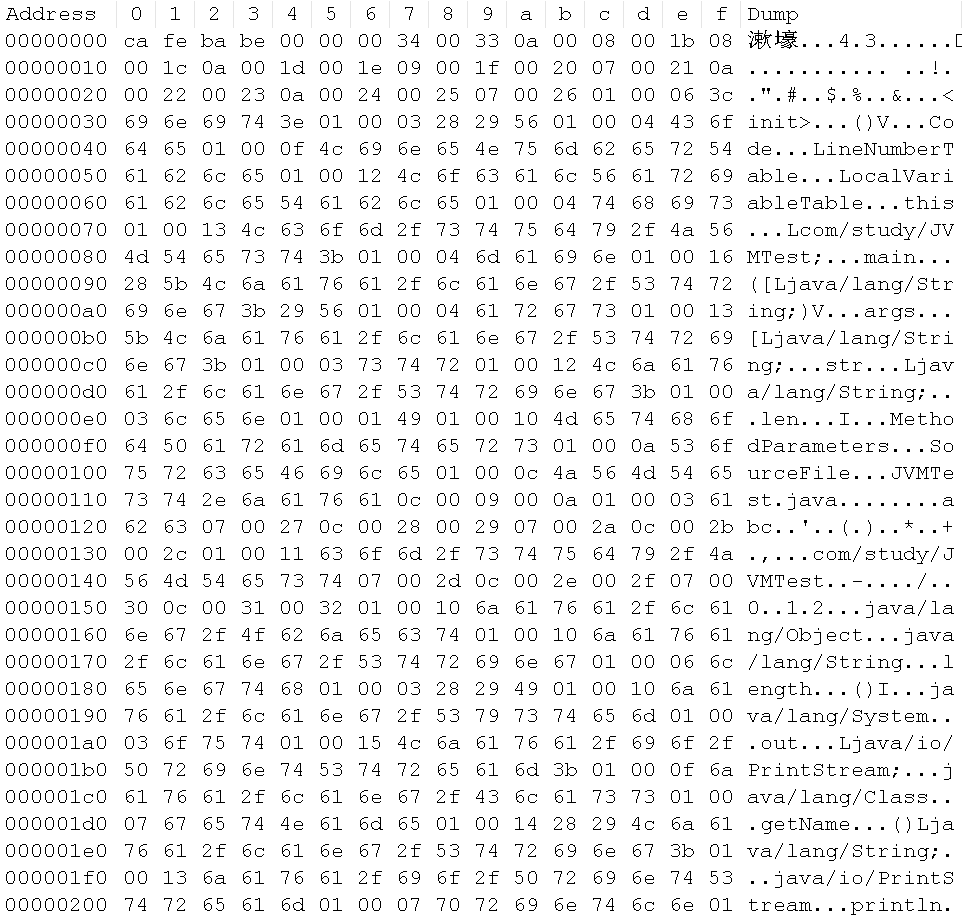 Address 0 1 2 3 4 5 6 7 8 9 a b c d e f Dump
00000000 ca fe ba be 00 00 00 34 00 33 0a 00 08 00 1b 08 漵壕...4.3......
00000010 00 1c 0a 00 1d 00 1e 09 00 1f 00 20 07 00 21 0a ........... ..!.
00000020 00 22 00 23 0a 00 24 00 25 07 00 26 01 00 06 3c .".#..$.%..&...<
00000030 69 6e 69 74 3e 01 00 03 28 29 56 01 00 04 43 6f init>...()V...Co
00000040 64 65 01 00 0f 4c 69 6e 65 4e 75 6d 62 65 72 54 de...LineNumberT
00000050 61 62 6c 65 01 00 12 4c 6f 63 61 6c 56 61 72 69 able...LocalVari
00000060 61 62 6c 65 54 61 62 6c 65 01 00 04 74 68 69 73 ableTable...this
00000070 01 00 13 4c 63 6f 6d 2f 73 74 75 64 79 2f 4a 56 ...Lcom/study/JV
00000080 4d 54 65 73 74 3b 01 00 04 6d 61 69 6e 01 00 16 MTest;...main...
00000090 28 5b 4c 6a 61 76 61 2f 6c 61 6e 67 2f 53 74 72 ([Ljava/lang/Str
000000a0 69 6e 67 3b 29 56 01 00 04 61 72 67 73 01 00 13 ing;)V...args...
000000b0 5b 4c 6a 61 76 61 2f 6c 61 6e 67 2f 53 74 72 69 [Ljava/lang/Stri
000000c0 6e 67 3b 01 00 03 73 74 72 01 00 12 4c 6a 61 76 ng;...str...Ljav
000000d0 61 2f 6c 61 6e 67 2f 53 74 72 69 6e 67 3b 01 00 a/lang/String;..
000000e0 03 6c 65 6e 01 00 01 49 01 00 10 4d 65 74 68 6f .len...I...Metho
000000f0 64 50 61 72 61 6d 65 74 65 72 73 01 00 0a 53 6f dParameters...So
00000100 75 72 63 65 46 69 6c 65 01 00 0c 4a 56 4d 54 65 urceFile...JVMTe
00000110 73 74 2e 6a 61 76 61 0c 00 09 00 0a 01 00 03 61 st.java........a
00000120 62 63 07 00 27 0c 00 28 00 29 07 00 2a 0c 00 2b bc..'..(.)..*..+
00000130 00 2c 01 00 11 63 6f 6d 2f 73 74 75 64 79 2f 4a .,...com/study/J
00000140 56 4d 54 65 73 74 07 00 2d 0c 00 2e 00 2f 07 00 VMTest..-..../..
00000150 30 0c 00 31 00 32 01 00 10 6a 61 76 61 2f 6c 61 0..1.2...java/la
00000160 6e 67 2f 4f 62 6a 65 63 74 01 00 10 6a 61 76 61 ng/Object...java
00000170 2f 6c 61 6e 67 2f 53 74 72 69 6e 67 01 00 06 6c /lang/String...l
00000180 65 6e 67 74 68 01 00 03 28 29 49 01 00 10 6a 61 ength...()I...ja
00000190 76 61 2f 6c 61 6e 67 2f 53 79 73 74 65 6d 01 00 va/lang/System..
000001a0 03 6f 75 74 01 00 15 4c 6a 61 76 61 2f 69 6f 2f .out...Ljava/io/
000001b0 50 72 69 6e 74 53 74 72 65 61 6d 3b 01 00 0f 6a PrintStream;...j
000001c0 61 76 61 2f 6c 61 6e 67 2f 43 6c 61 73 73 01 00 ava/lang/Class..
000001d0 07 67 65 74 4e 61 6d 65 01 00 14 28 29 4c 6a 61 .getName...()Lja
000001e0 76 61 2f 6c 61 6e 67 2f 53 74 72 69 6e 67 3b 01 va/lang/String;.
000001f0 00 13 6a 61 76 61 2f 69 6f 2f 50 72 69 6e 74 53 ..java/io/PrintS
00000200 74 72 65 61 6d 01 00 07 70 72 69 6e 74 6c 6e 01 tream...println.